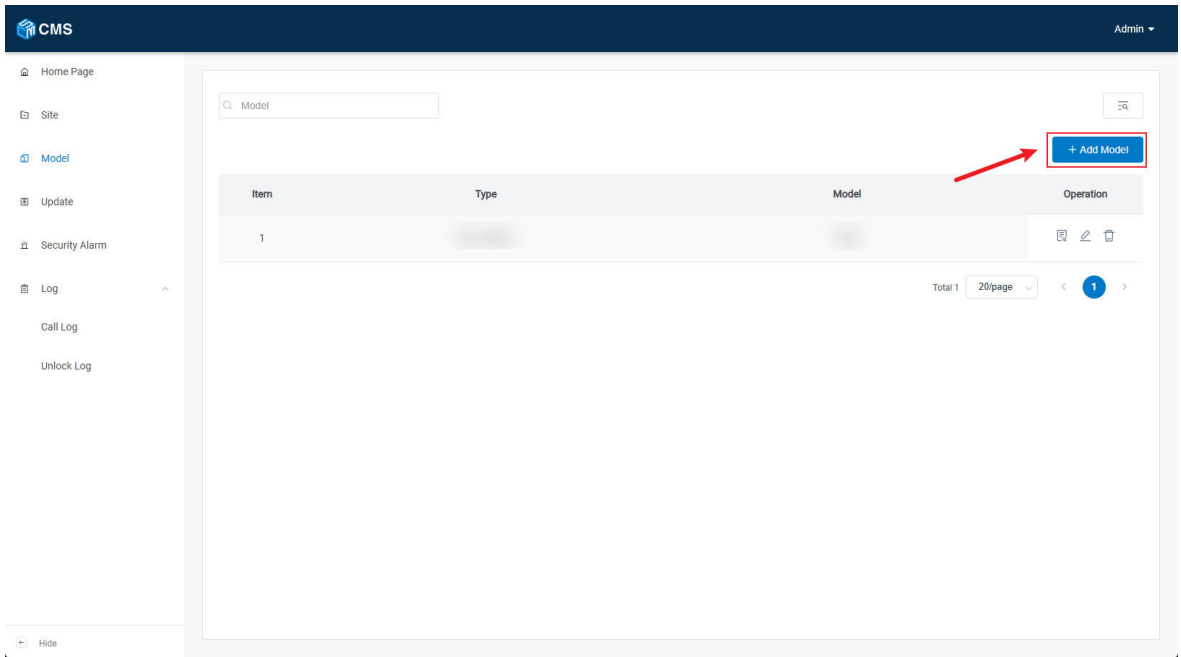 CMS
Admin
Home Page
Site
Model
Update
Security Alarm
Log
Call Log
Unlock Log
Hide
Model
+ Add Model
Item Type Model Operation
1
Total 1 20/page 1